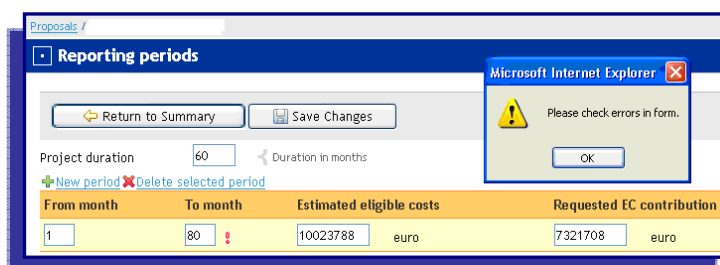 Proposals /
Reporting periods
Microsoft Internet Explorer
Please check errors in form.
OK
Return to Summary
Save Changes
Project duration 60 Duration in months
New period Delete selected period
From month To month Estimated eligible costs Requested EC contribution
1 80 ! 10023788 euro 7321708 euro